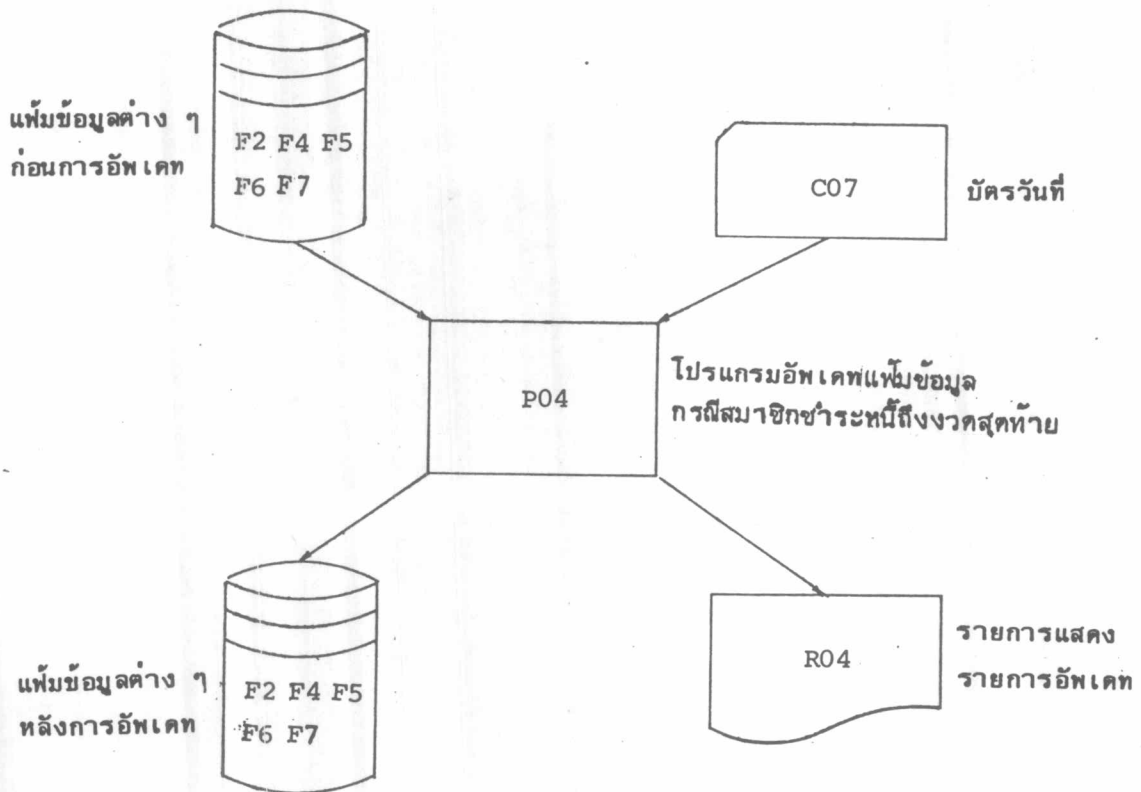 แฟ้มข้อมูลต่าง ๆ
ก่อนการอัพเดท
F2 F4 F5
F6 F7
C07
บัตรวันที่
P04
โปรแกรมอัพเดทแฟ้มข้อมูล
กรณีสมาชิกชำระหนี้ถึงงวดสุดท้าย
แฟ้มข้อมูลต่าง ๆ
หลังการอัพเดท
F2 F4 F5
F6 F7
R04
รายการแสดง
รายการอัพเดท